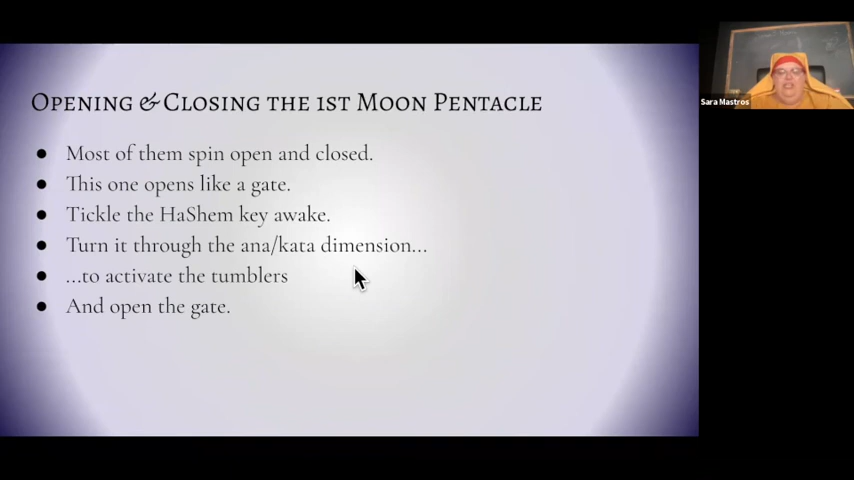 Opening & Closing the 1st Moon Pentacle
Sara Mastros
● Most of them spin open and closed.
● This one opens like a gate.
● Tickle the HaShem key awake.
● Turn it through the ana/kata dimension...
● ...to activate the tumblers
● And open the gate.